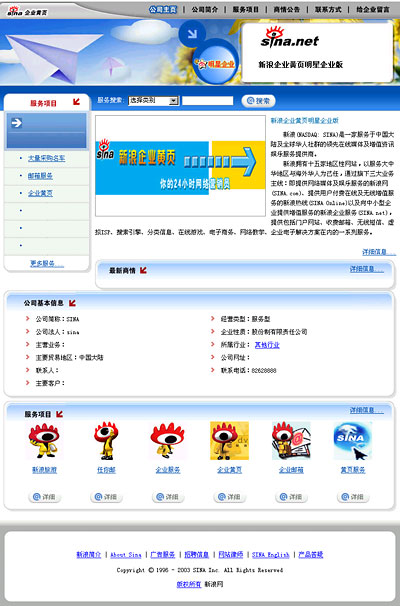 sina 企业黄页
公司主页 | 公司简介 | 服务项目 | 商情公告 | 联系方式 | 给企业留言
明星企业
sina.net
新浪企业黄页明星企业版
服务项目
服务搜索: 选择类别 搜索
大量采购名车
邮箱服务
企业黄页
更多服务
sina 新浪企业黄页
你的24小时网络营销员
新浪企业黄页明星企业版
新浪(NASDAQ: SINA)是一家服务于中国大
陆及全球华人社群的领先在线媒体及增值资讯
娱乐服务提供商。
新浪拥有十五家地区性网站，以服务大中
华地区与海外华人为己任，通过旗下三大业务
主线：即提供网络媒体及娱乐服务的新浪网
(SINA.com)、提供用户付费在线及无线增值服
务的新浪热线(SINA Online)以及向中小型企
业提供增值服务的新浪企业服务(SINA.net)，
提供包括门户网站、收费邮箱、无线短信、虚
拟ISP、搜索引擎、分类信息、在线游戏、电子商务、网络教学、企业电子解决方案在内的一系列服务。
详细信息
最新商情
详细信息
公司基本信息
公司简称：SINA
经营类型：服务型
公司法人：sina
企业性质：股份制有限责任公司
主营业务：
所属行业：其他行业
主要贸易地区：中国大陆
公司网址：
联系人：
联系电话：82628888
主要客户：
服务项目
详细信息
新浪旅游
任你邮
企业服务
企业黄页
企业邮箱
黄页服务
详细 详细 详细 详细 详细 详细
新浪简介 | About Sina | 广告服务 | 招聘信息 | 网站律师 | SINA English | 产品答疑
Copyright © 1996 - 2003 SINA Inc. All Rights Reserved
版权所有 新浪网